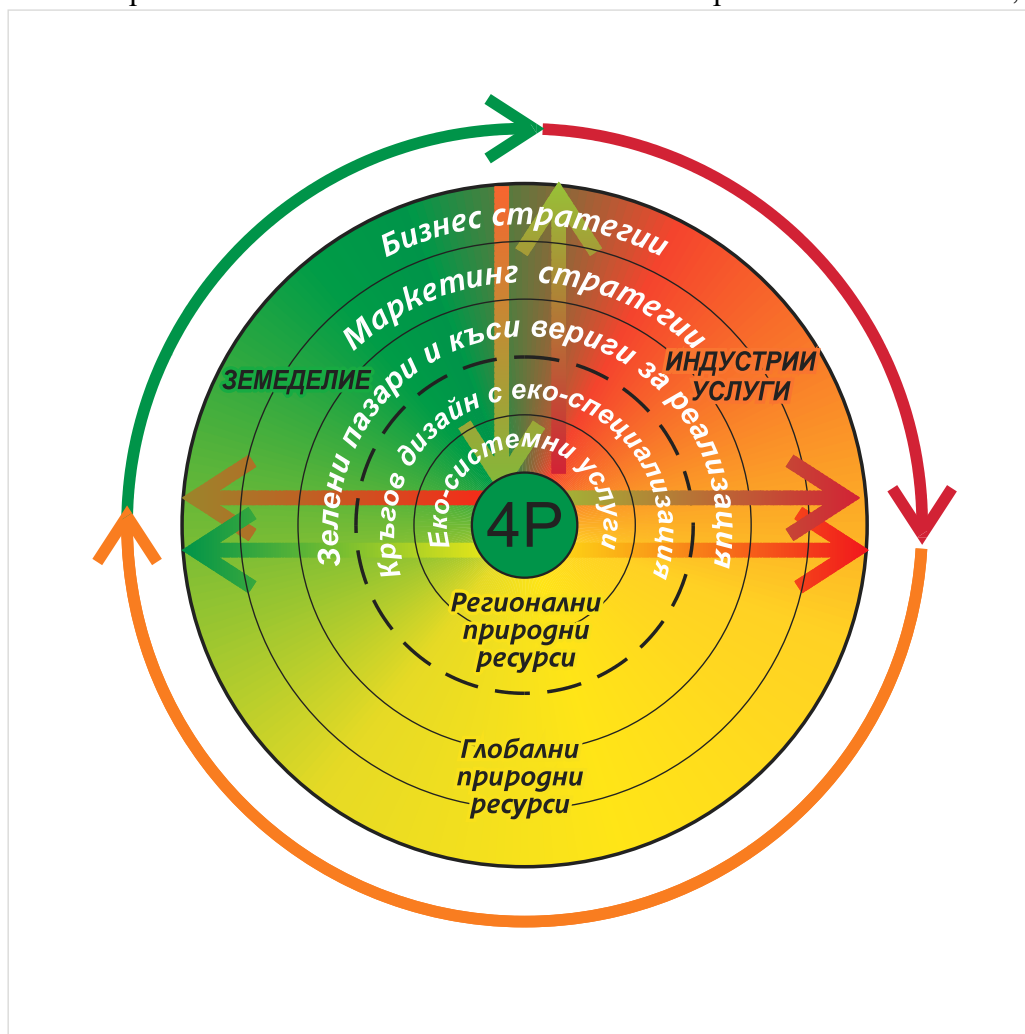 Бизнес стратегии
Маркетинг стратегии
Зелени пазари и къси вериги за реализация
Кръгов дизайн с еко-специализация
Еко-системни услуги
ЗЕМЕДЕЛИЕ
ИНДУСТРИИ
УСЛУГИ
4P
Регионални
природни
ресурси
Глобални
природни
ресурси